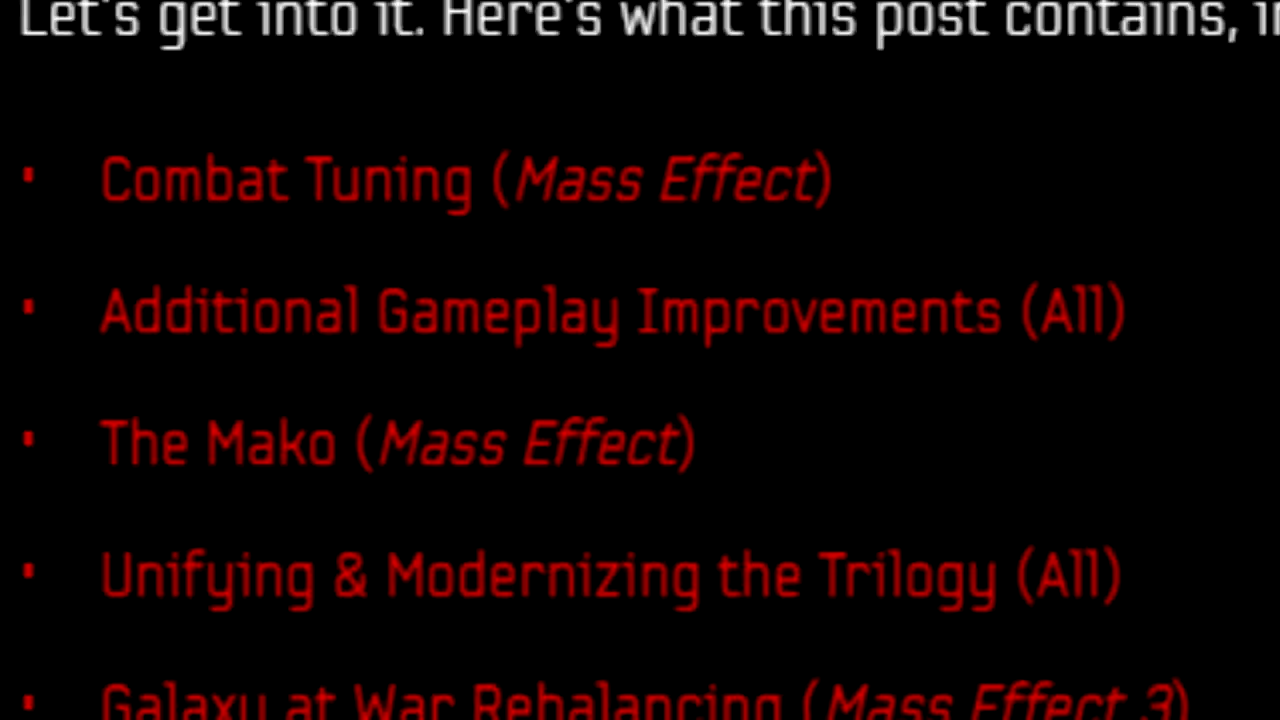 Let's get into it. Here's what this post contains,
· Combat Tuning (Mass Effect)
· Additional Gameplay Improvements (All)
· The Mako (Mass Effect)
· Unifying & Modernizing the Trilogy (All)
· Galaxy at War Rebalancing (Mass Effect 3)